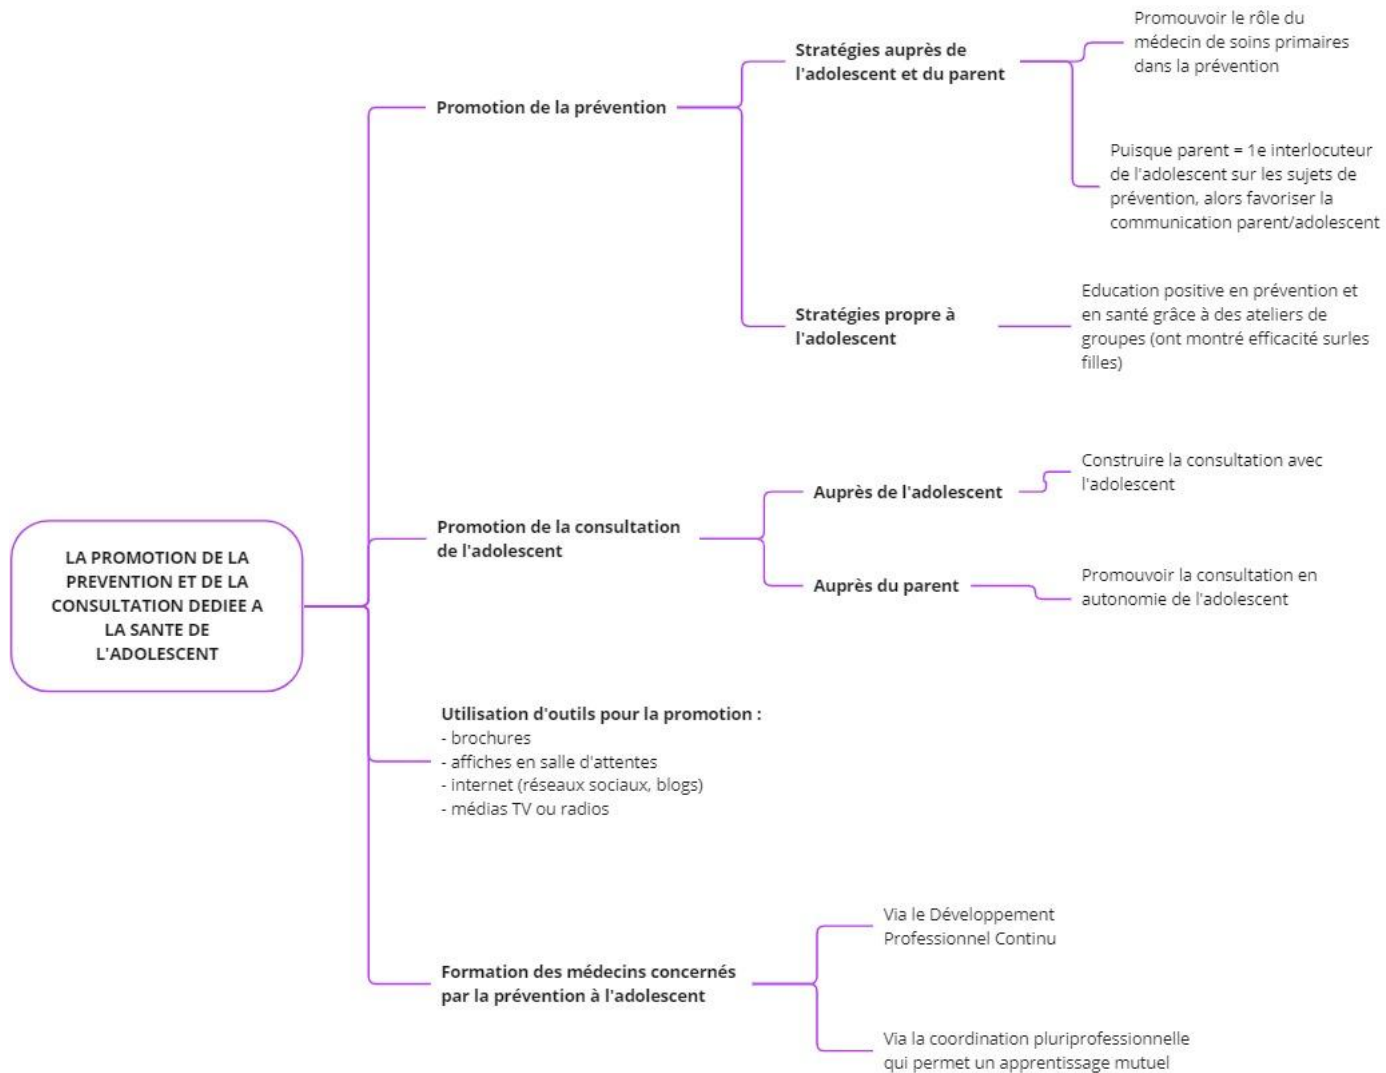 Promouvoir le rôle du
médecin de soins primaires
dans la prévention
Stratégies auprès de
l'adolescent et du parent
Promotion de la prévention
Puisque parent = 1e interlocuteur
de l'adolescent sur les sujets de
prévention, alors favoriser la
communication parent/adolescent
Stratégies propre à
l'adolescent
Education positive en prévention et
en santé grâce à des ateliers de
groupes (ont montré efficacité surles
filles)
LA PROMOTION DE LA
PREVENTION ET DE LA
CONSULTATION DEDIEE A
LA SANTE DE
L'ADOLESCENT
Promotion de la consultation
de l'adolescent
Auprès de l'adolescent
Construire la consultation avec
l'adolescent
Auprès du parent
Promouvoir la consultation en
autonomie de l'adolescent
Utilisation d'outils pour la promotion :
- brochures
- affiches en salle d'attentes
- internet (réseaux sociaux, blogs)
- médias TV ou radios
Formation des médecins concernés
par la prévention à l'adolescent
Via le Développement
Professionnel Continu
Via la coordination pluriprofessionnelle
qui permet un apprentissage mutuel